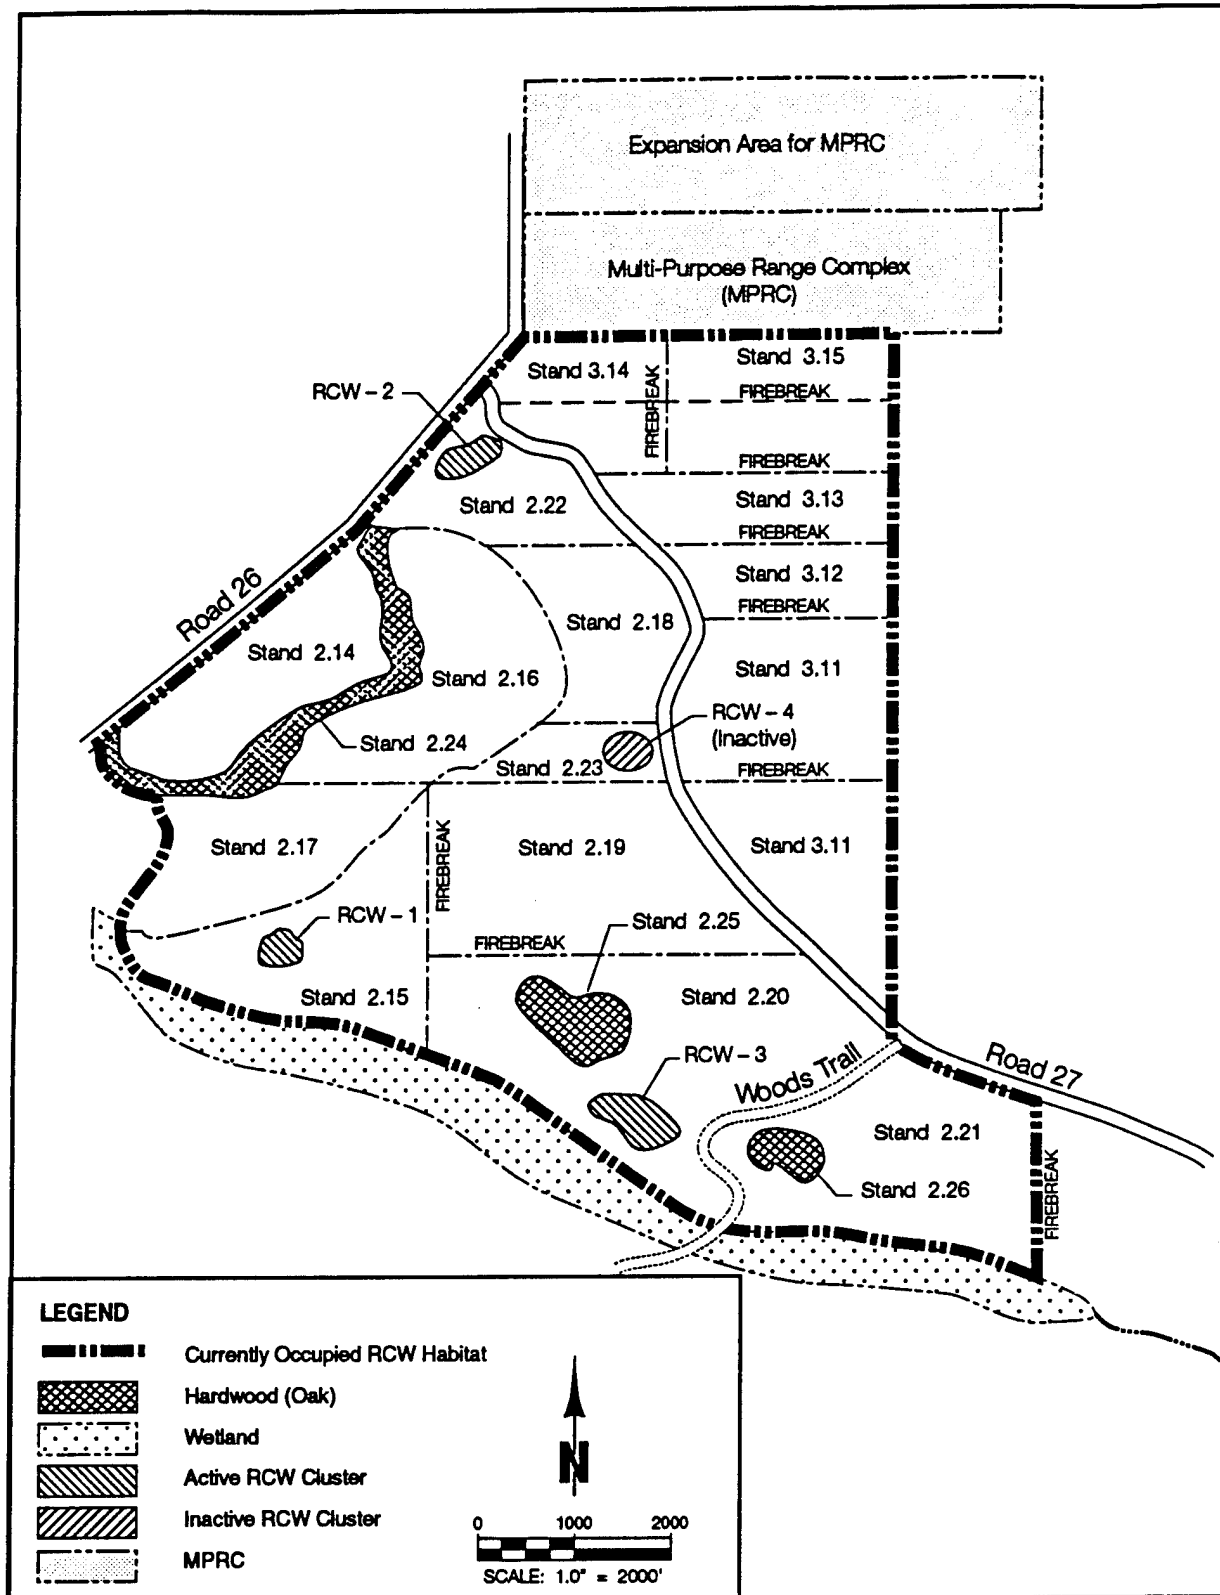 Expansion Area for MPRC
Multi-Purpose Range Complex
(MPRC)
Stand 3.15
Stand 3.14
RCW - 2
FIREBREAK
FIREBREAK
FIREBREAK
Stand 2.22
Stand 3.13
FIREBREAK
Road 26
Stand 3.12
FIREBREAK
Stand 2.18
Stand 2.14
Stand 2.16
Stand 3.11
RCW - 4
(Inactive)
Stand 2.24
Stand 2.23
FIREBREAK
Stand 2.17
Stand 2.19
Stand 3.11
FIREBREAK
RCW - 1
Stand 2.25
FIREBREAK
Stand 2.15
Stand 2.20
RCW - 3
Woods Trail
Road 27
Stand 2.21
Stand 2.26
FIREBREAK
LEGEND
Currently Occupied RCW Habitat
Hardwood (Oak)
Wetland
Active RCW Cluster
Inactive RCW Cluster
MPRC
N
0 1000 2000
SCALE: 1.0" = 2000'